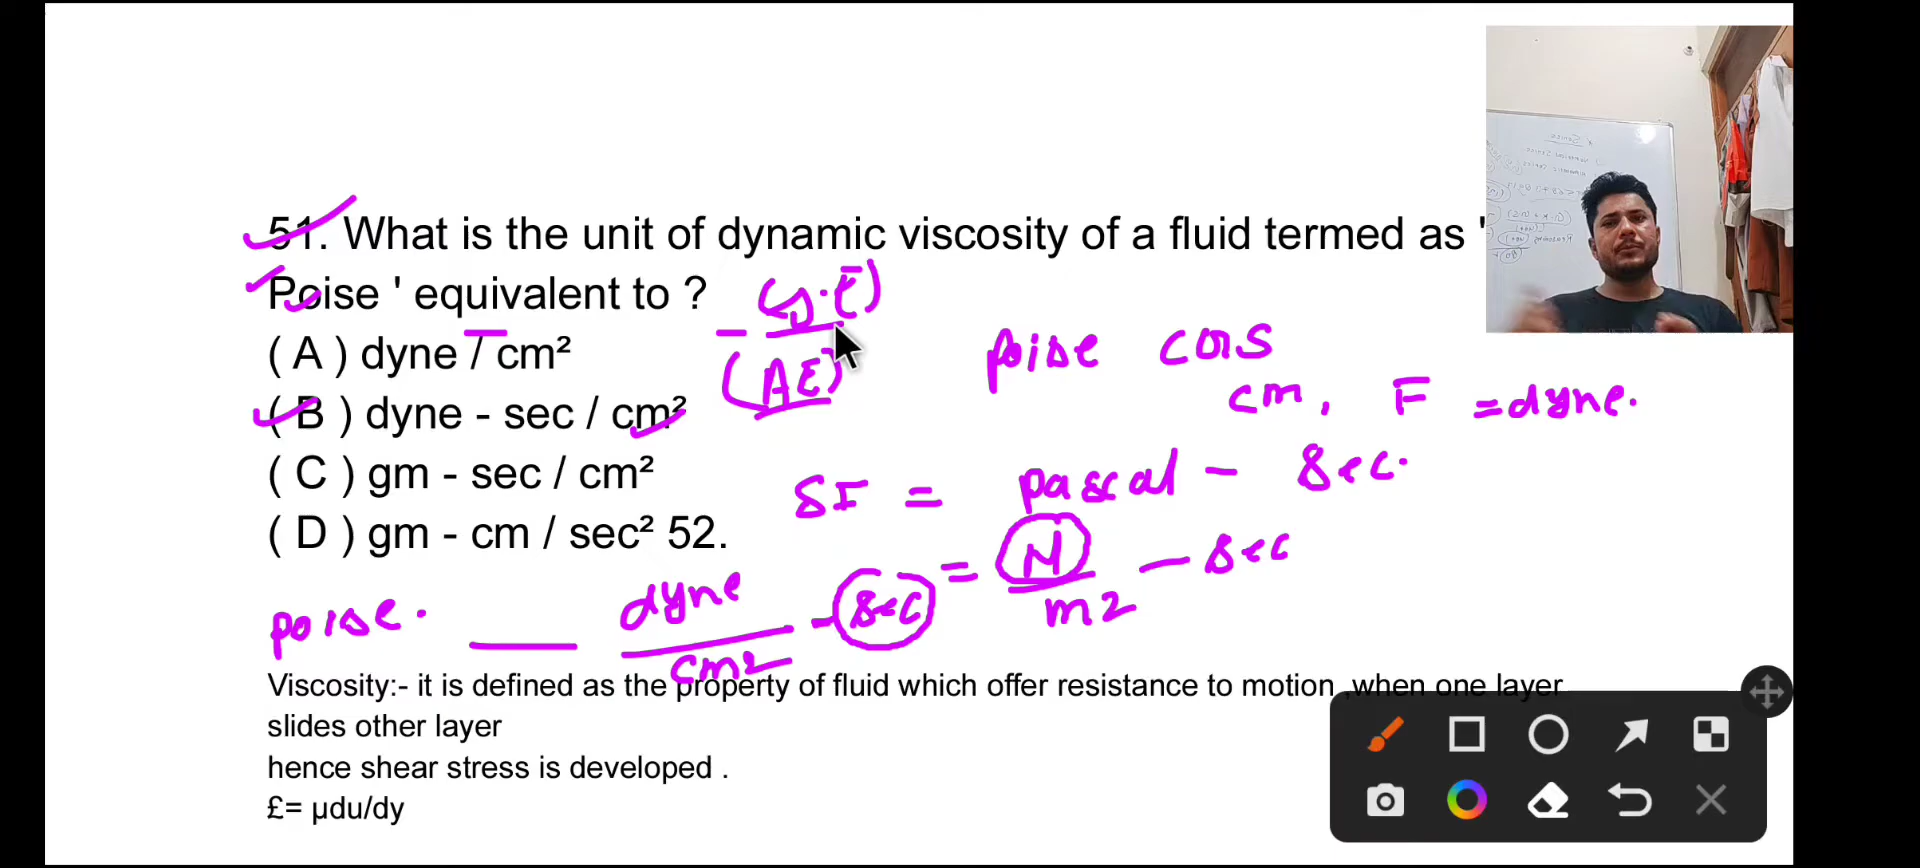 51. What is the unit of dynamic viscosity of a fluid termed as '
Poise ' equivalent to ?
(J.E)
(AE)
( A ) dyne / cm²
poise CGS
cm, F = dyne.
( B ) dyne - sec / cm²
( C ) gm - sec / cm²
SI = pascal - Sec.
( D ) gm - cm / sec² 52.
poise. dyne/cm2 - Sec = N/m2 - Sec
Viscosity:- it is defined as the property of fluid which offer resistance to motion ,when one layer
slides other layer
hence shear stress is developed .
£= μdu/dy